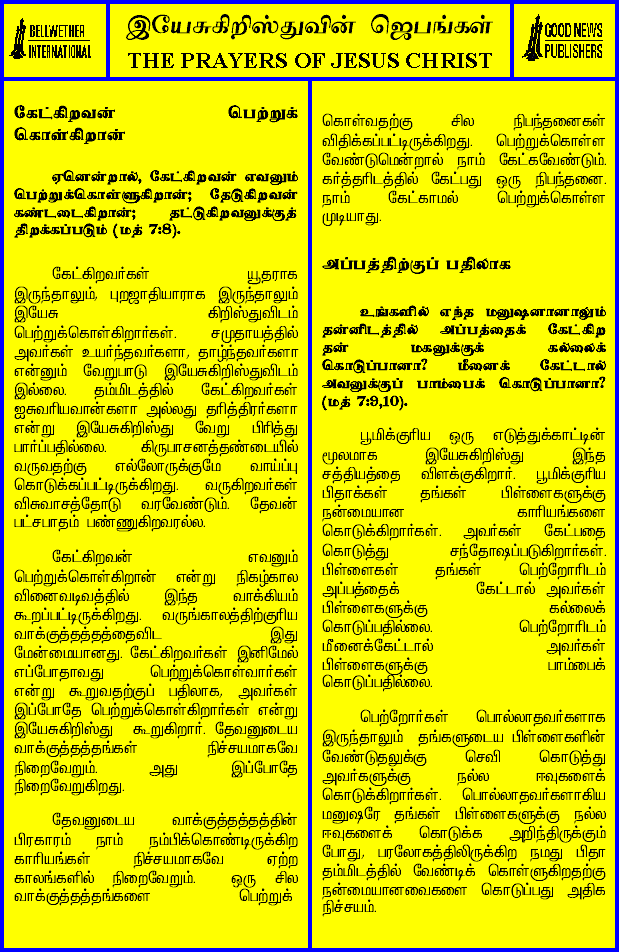 BELLWETHER
INTERNATIONAL
இயேசுகிறிஸ்துவின் ஜெபங்கள்
THE PRAYERS OF JESUS CHRIST
GOOD NEWS
PUBLISHERS
கேட்கிறவன் பெற்றுக்
கொள்கிறான்
ஏனென்றால், கேட்கிறவன் எவனும்
பெற்றுக்கொள்ளுகிறான்; தேடுகிறவன்
கண்டடைகிறான்; தட்டுகிறவனுக்குத்
திறக்கப்படும் (மத் 7:8).
கேட்கிறவர்கள் யூதராக
இருந்தாலும், புறஜாதியாராக இருந்தாலும்
இயேசு கிறிஸ்துவிடம்
பெற்றுக்கொள்கிறார்கள். சமுதாயத்தில்
அவர்கள் உயர்ந்தவர்களா, தாழ்ந்தவர்களா
என்னும் வேறுபாடு இயேசுகிறிஸ்துவிடம்
இல்லை. தம்மிடத்தில் கேட்கிறவர்கள்
ஐசுவரியவான்களா அல்லது தரித்திரர்களா
என்று இயேசுகிறிஸ்து வேறு பிரித்து
பார்ப்பதில்லை. கிருபாசனத்தண்டையில்
வருவதற்கு எல்லோருக்குமே வாய்ப்பு
கொடுக்கப்பட்டிருக்கிறது. வருகிறவர்கள்
விசுவாசத்தோடு வரவேண்டும். தேவன்
பட்சபாதம் பண்ணுகிறவரல்ல.
கேட்கிறவன் எவனும்
பெற்றுக்கொள்கிறான் என்று நிகழ்கால
வினைவடிவத்தில் இந்த வாக்கியம்
கூறப்பட்டிருக்கிறது. வருங்காலத்திற்குரிய
வாக்குத்தத்தத்தைவிட இது
மேன்மையானது. கேட்கிறவர்கள் இனிமேல்
எப்போதாவது பெற்றுக்கொள்வார்கள்
என்று கூறுவதற்குப் பதிலாக, அவர்கள்
இப்போதே பெற்றுக்கொள்கிறார்கள் என்று
இயேசுகிறிஸ்து கூறுகிறார். தேவனுடைய
வாக்குத்தத்தங்கள் நிச்சயமாகவே
நிறைவேறும். அது இப்போதே
நிறைவேறுகிறது.
தேவனுடைய வாக்குத்தத்தத்தின்
பிரகாரம் நாம் நம்பிக்கொண்டிருக்கிற
காரியங்கள் நிச்சயமாகவே ஏற்ற
காலங்களில் நிறைவேறும். ஒரு சில
வாக்குத்தத்தங்களை பெற்றுக்
கொள்வதற்கு சில நிபந்தனைகள்
விதிக்கப்பட்டிருக்கிறது. பெற்றுக்கொள்ள
வேண்டுமென்றால் நாம் கேட்கவேண்டும்.
கர்த்தரிடத்தில் கேட்பது ஒரு நிபந்தனை.
நாம் கேட்காமல் பெற்றுக்கொள்ள
முடியாது.
அப்பத்திற்குப் பதிலாக
உங்களில் எந்த மனுஷனானாலும்
தன்னிடத்தில் அப்பத்தைக் கேட்கிற
தன் மகனுக்குக் கல்லைக்
கொடுப்பானா? மீனைக் கேட்டால்
அவனுக்குப் பாம்பைக் கொடுப்பானா?
(மத் 7:9,10).
பூமிக்குரிய ஒரு எடுத்துக்காட்டின்
மூலமாக இயேசுகிறிஸ்து இந்த
சத்தியத்தை விளக்குகிறார். பூமிக்குரிய
பிதாக்கள் தங்கள் பிள்ளைகளுக்கு
நன்மையான காரியங்களை
கொடுக்கிறார்கள். அவர்கள் கேட்பதை
கொடுத்து சந்தோஷப்படுகிறார்கள்.
பிள்ளைகள் தங்கள் பெற்றோரிடம்
அப்பத்தைக் கேட்டால் அவர்கள்
பிள்ளைகளுக்கு கல்லைக்
கொடுப்பதில்லை. பெற்றோரிடம்
மீனைக்கேட்டால் அவர்கள்
பிள்ளைகளுக்கு பாம்பைக்
கொடுப்பதில்லை.
பெற்றோர்கள் பொல்லாதவர்களாக
இருந்தாலும் தங்களுடைய பிள்ளைகளின்
வேண்டுதலுக்கு செவி கொடுத்து
அவர்களுக்கு நல்ல ஈவுகளைக்
கொடுக்கிறார்கள். பொல்லாதவர்களாகிய
மனுஷரே தங்கள் பிள்ளைகளுக்கு நல்ல
ஈவுகளைக் கொடுக்க அறிந்திருக்கும்
போது, பரலோகத்திலிருக்கிற நமது பிதா
தம்மிடத்தில் வேண்டிக் கொள்ளுகிறதற்கு
நன்மையானவைகளை கொடுப்பது அதிக
நிச்சயம்.